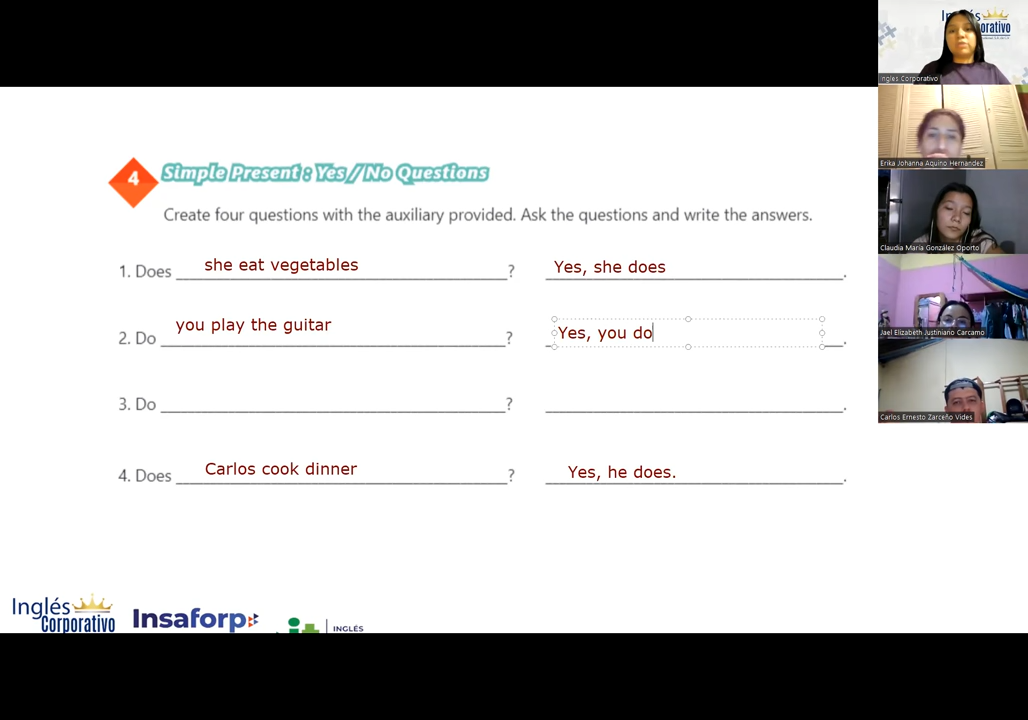 Inglés
Corporativo
Ingles Corporativo
Erika Johanna Aquino Hernandez
Claudia María González Oporto
Jael Elizabeth Justiniano Carcamo
Carlos Ernesto Zarceño Vides
4 Simple Present : Yes/No Questions
Create four questions with the auxiliary provided. Ask the questions and write the answers.
1. Does she eat vegetables ? Yes, she does .
2. Do you play the guitar ? Yes, you do .
3. Do ? .
4. Does Carlos cook dinner ? Yes, he does. .
Inglés
Corporativo
Insaforp
INGLÉS